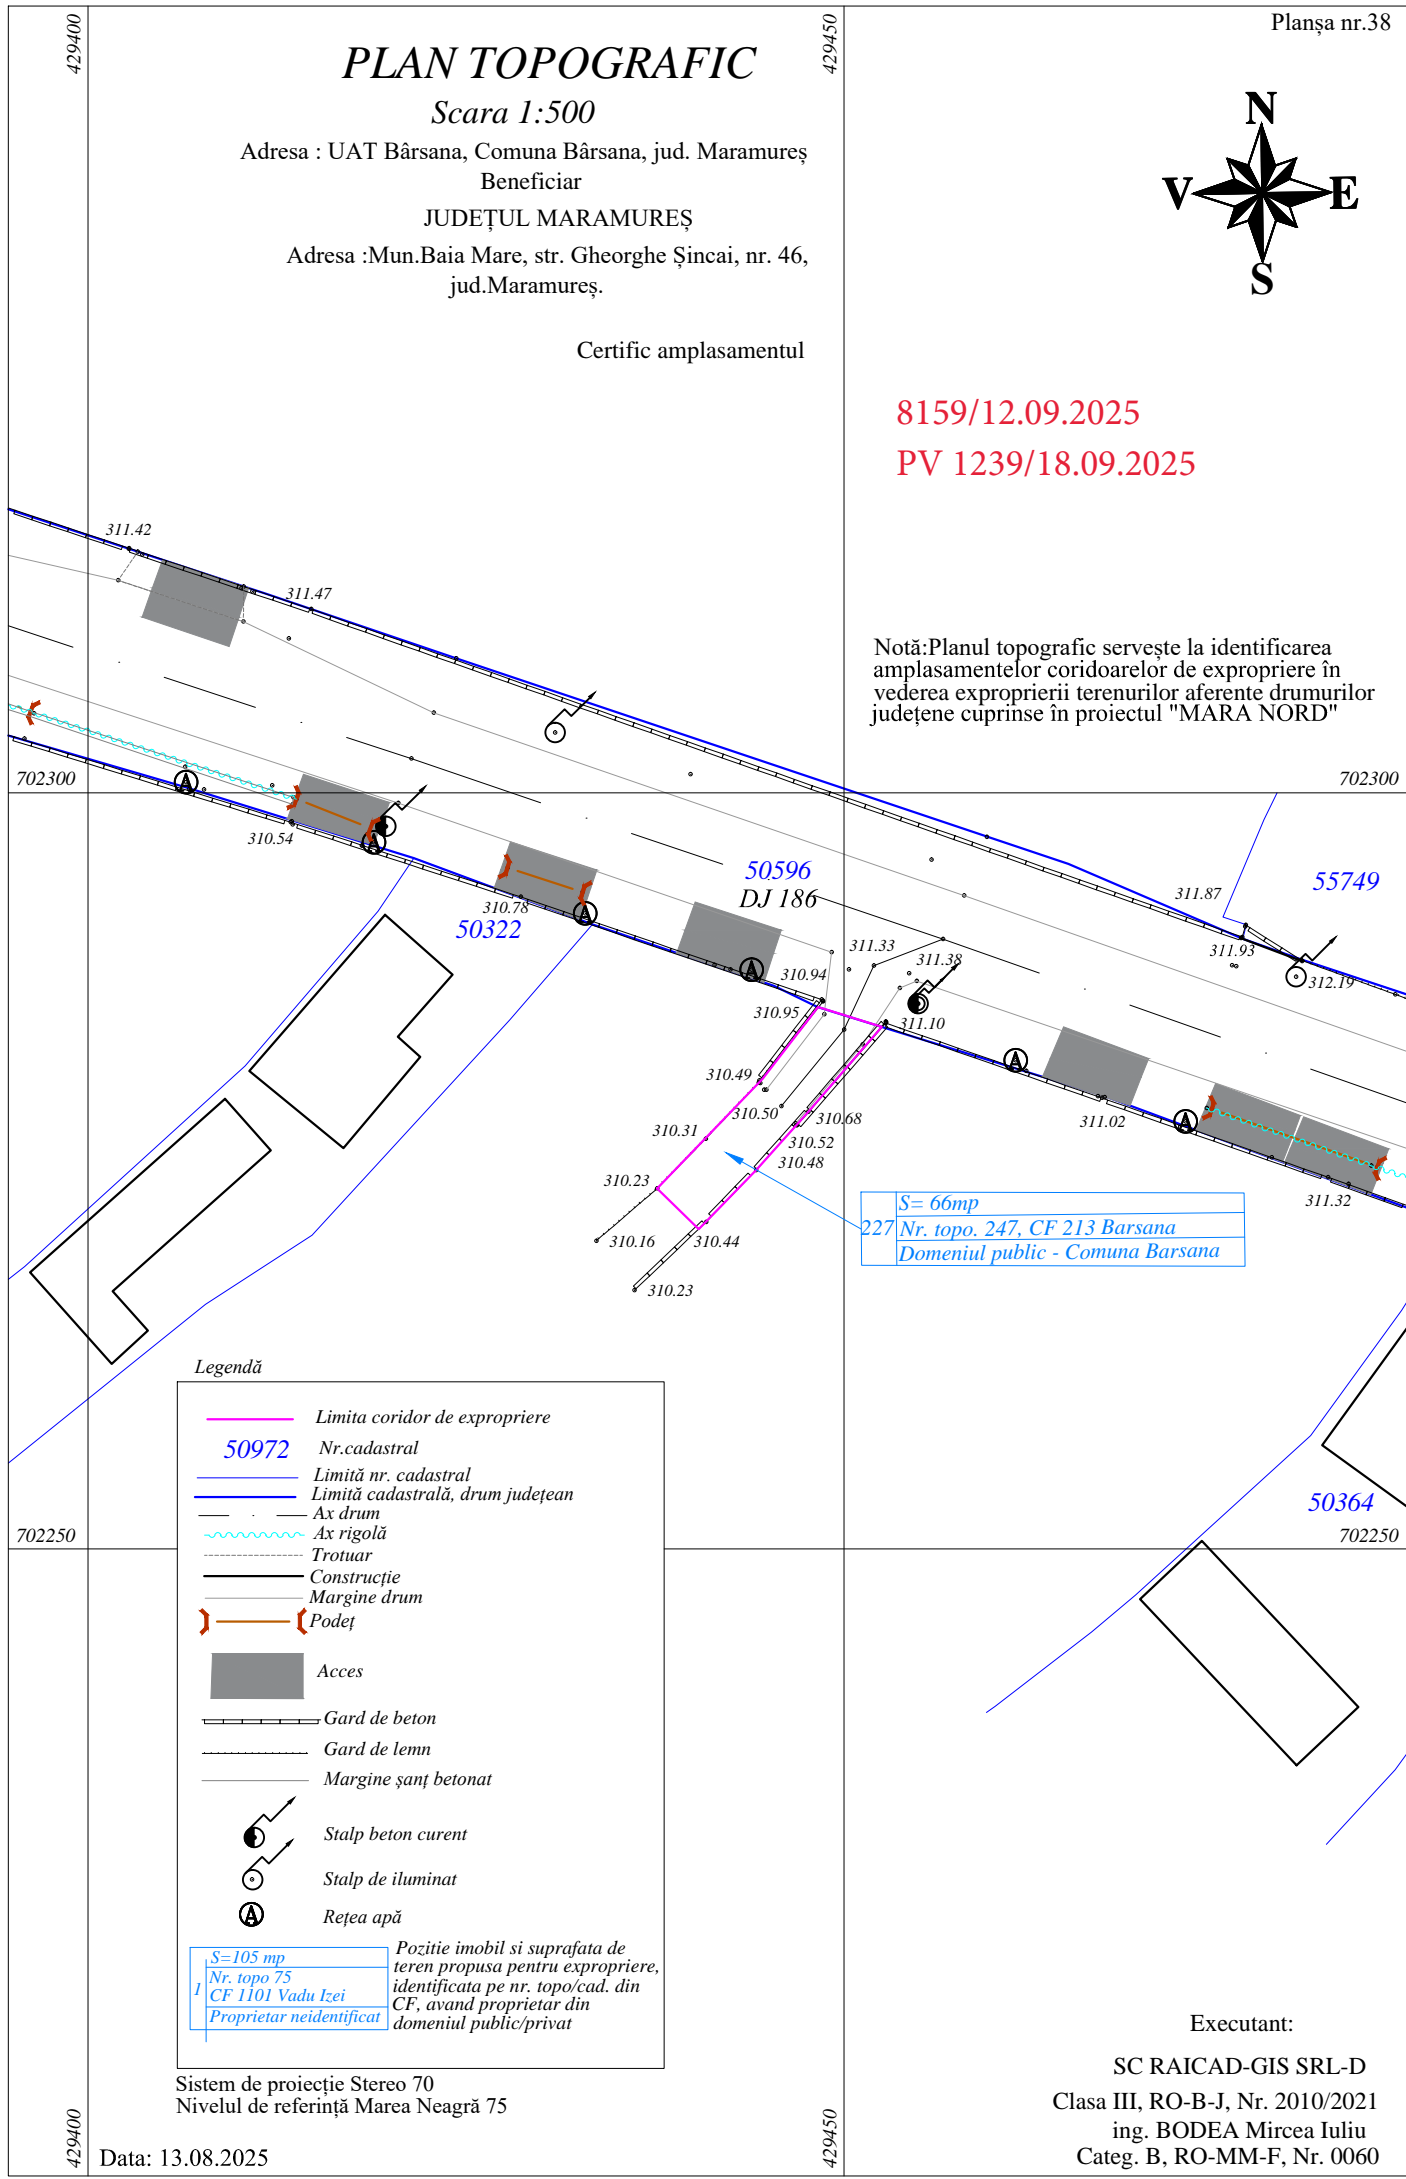 Planșa nr.38
429400
429450
PLAN TOPOGRAFIC
Scara 1:500
Adresa : UAT Bârsana, Comuna Bârsana, jud. Maramureș
Beneficiar
JUDEȚUL MARAMUREȘ
Adresa :Mun.Baia Mare, str. Gheorghe Șincai, nr. 46,
jud.Maramureș.
Certific amplasamentul
N
V
E
S
8159/12.09.2025
PV 1239/18.09.2025
311.42
311.47
Notă:Planul topografic servește la identificarea
amplasamentelor coridoarelor de expropriere în
vederea exproprierii terenurilor aferente drumurilor
județene cuprinse în proiectul "MARA NORD"
702300
702300
A
310.54
A
50596
DJ 186
55749
311.87
310.78
50322
A
311.93
312.19
311.33
311.38
A
310.94
310.95
311.10
A
310.49
310.50
310.68
311.02
A
310.31
310.52
310.48
310.23
311.32
227
S= 66mp
Nr. topo. 247, CF 213 Barsana
Domeniul public - Comuna Barsana
310.16
310.44
310.23
Legendă
Limita coridor de expropriere
50972
Nr.cadastral
Limită nr. cadastral
Limită cadastrală, drum județean
Ax drum
Ax rigolă
Trotuar
Construcție
Margine drum
Podeț
Acces
Gard de beton
Gard de lemn
Margine șanț betonat
Stalp beton curent
Stalp de iluminat
A
Rețea apă
1
S=105 mp
Nr. topo 75
CF 1101 Vadu Izei
Proprietar neidentificat
Pozitie imobil si suprafata de
teren propusa pentru expropriere,
identificata pe nr. topo/cad. din
CF, avand proprietar din
domeniul public/privat
50364
702250
702250
Sistem de proiecție Stereo 70
Nivelul de referință Marea Neagră 75
429400
429450
Data: 13.08.2025
Executant:
SC RAICAD-GIS SRL-D
Clasa III, RO-B-J, Nr. 2010/2021
ing. BODEA Mircea Iuliu
Categ. B, RO-MM-F, Nr. 0060